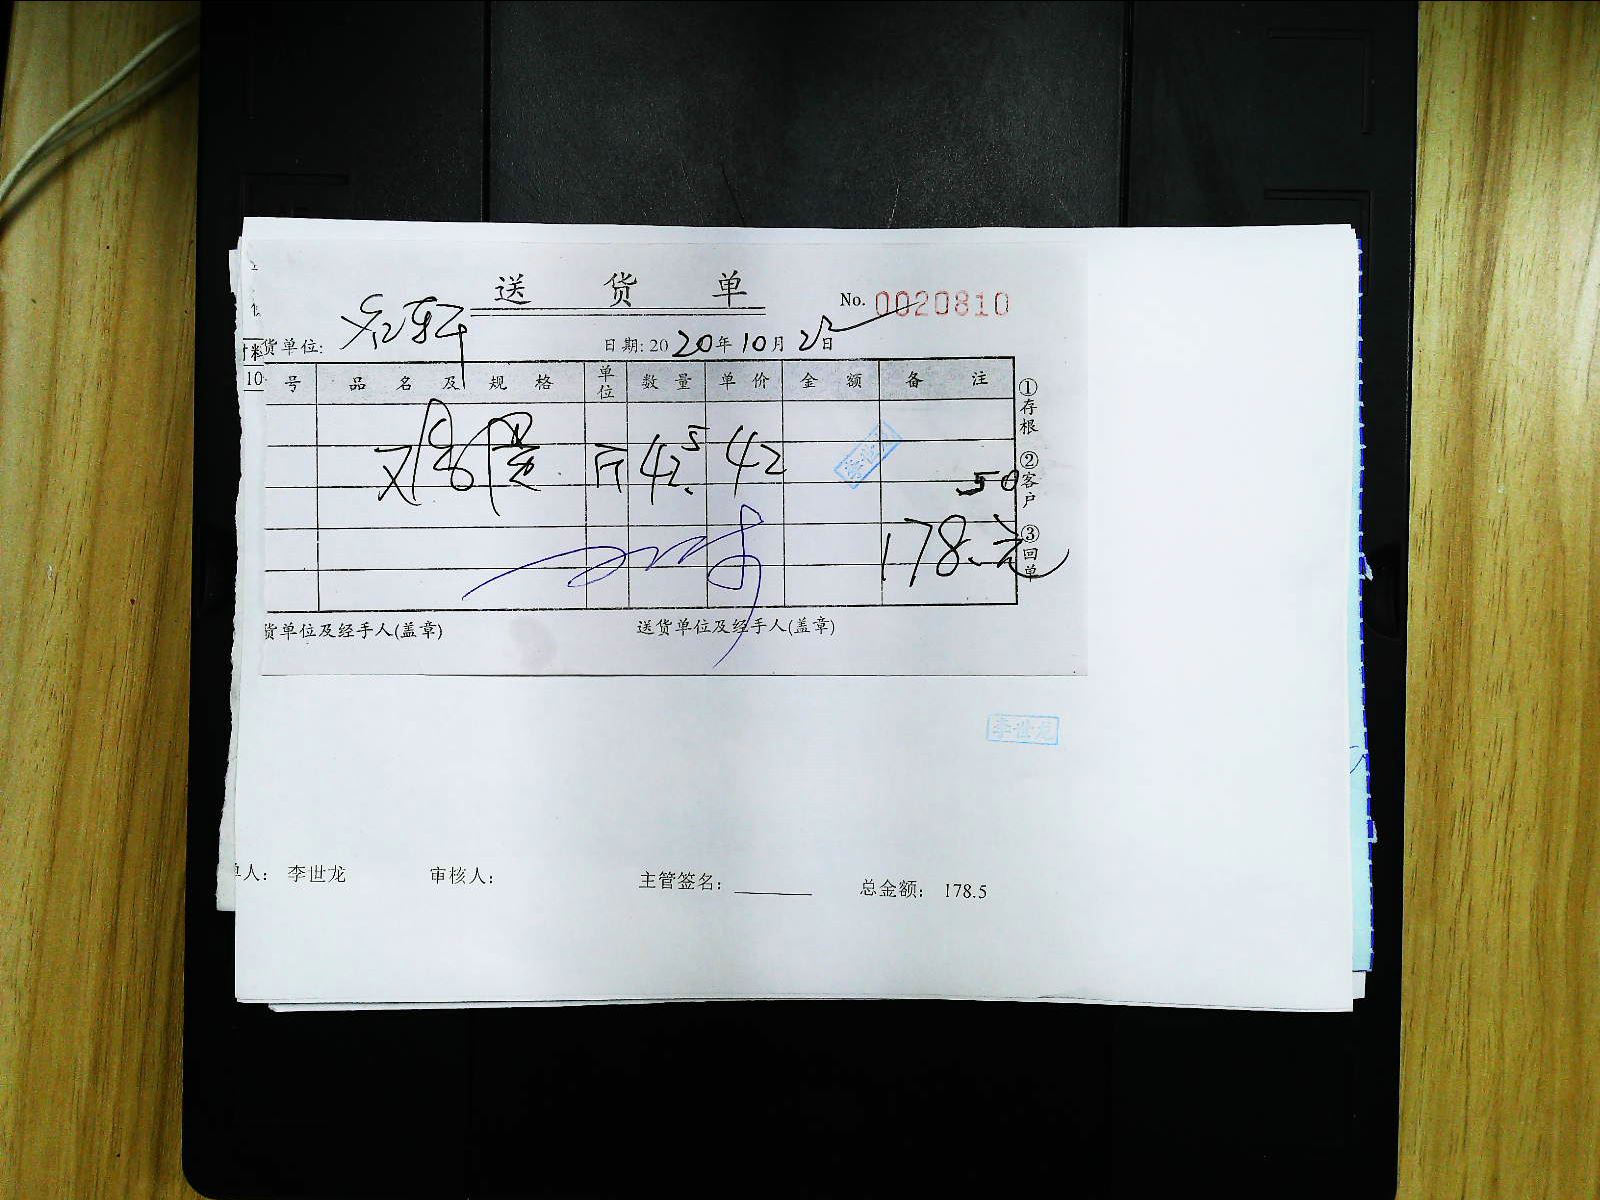 送货单
No. 0020810
货单位:
日期: 2020年10月2日
10
号 品名及规格 单位 数量 单价 金额 备注
斤 42.5 42
50
178.元
①存根
②客户
③回单
货单位及经手人(盖章) 送货单位及经手人(盖章)
李世龙
单人: 李世龙 审核人: 主管签名: 总金额: 178.5